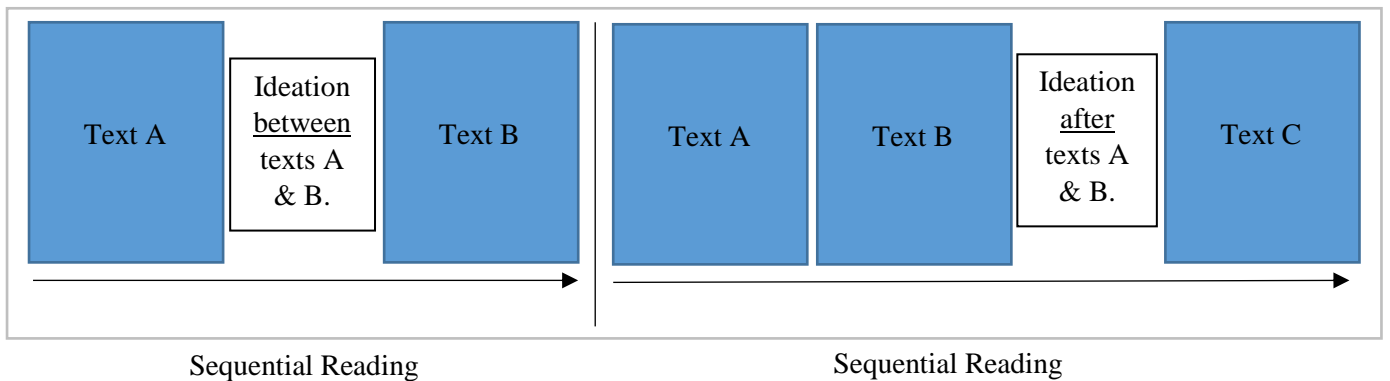 Text A
Ideation
between
texts A
& B.
Text B
Text A
Text B
Ideation
after
texts A
& B.
Text C
Sequential Reading
Sequential Reading